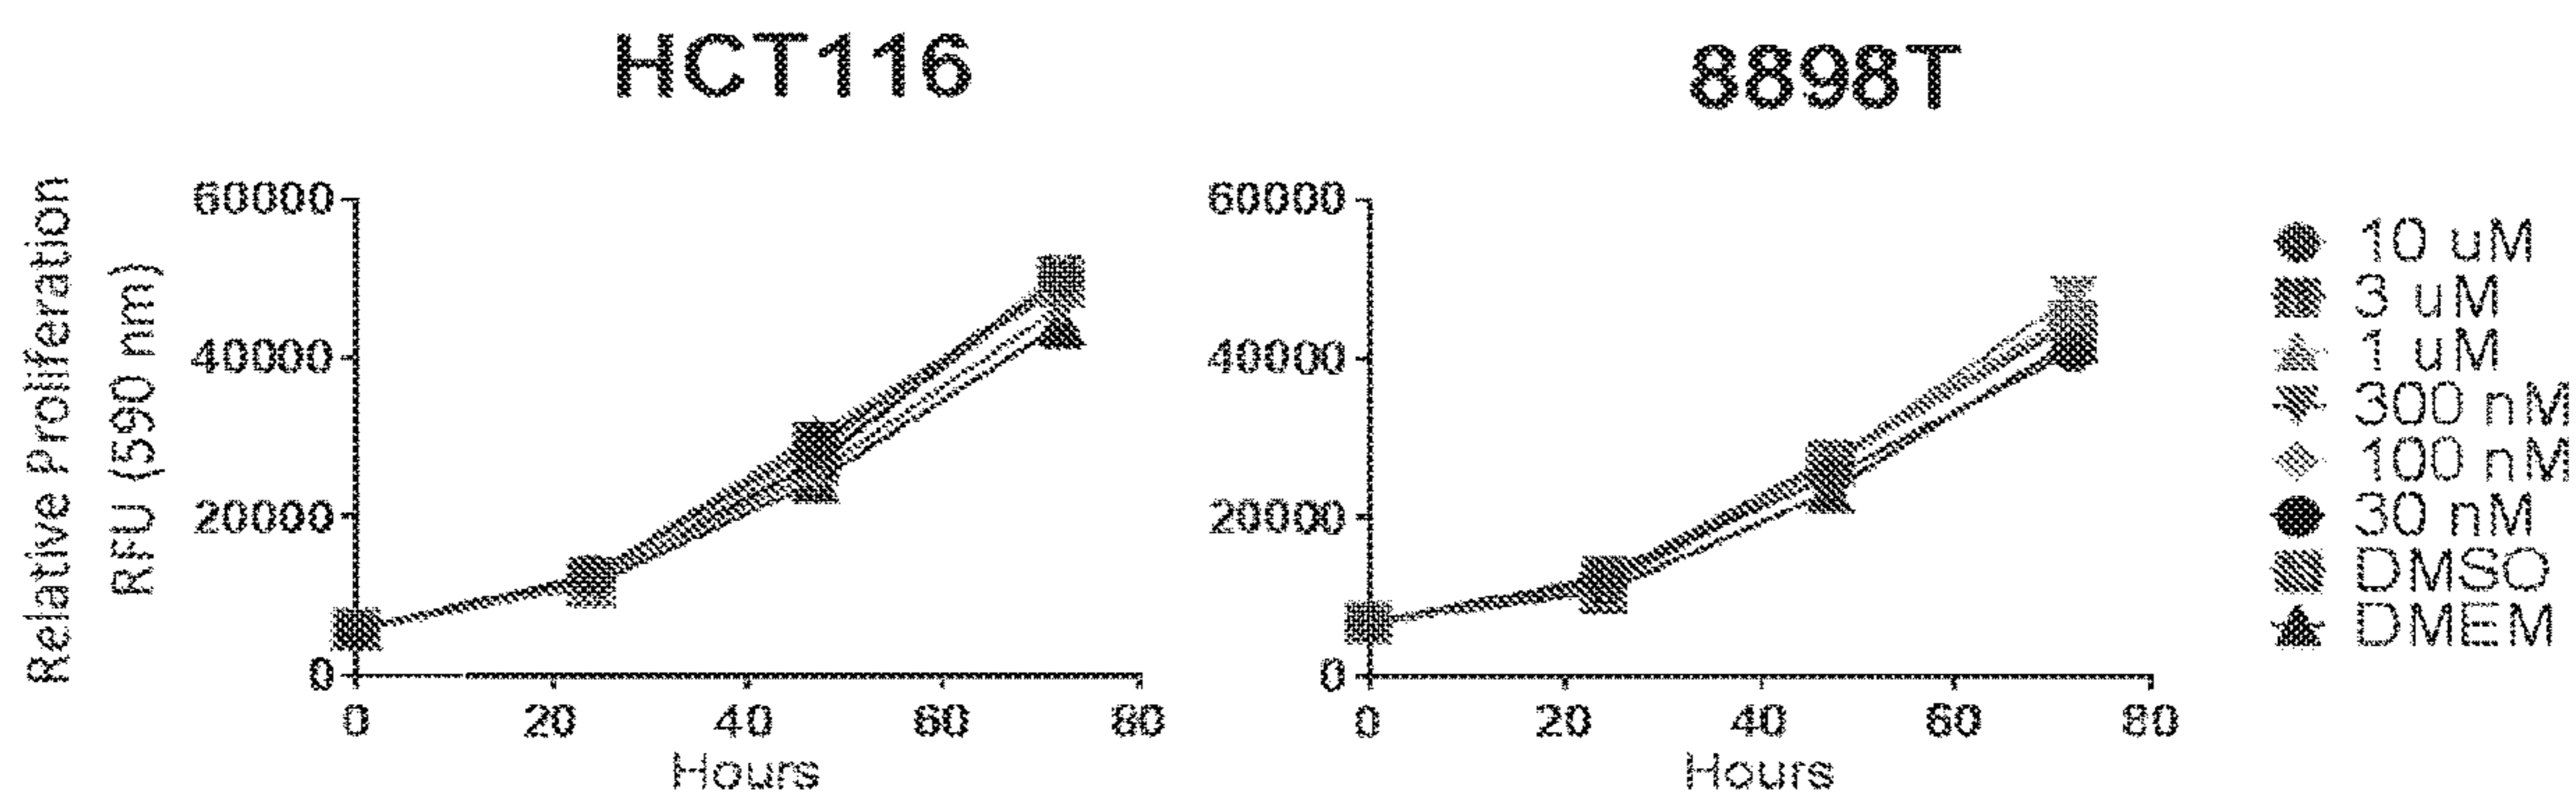 HCT116
8898T
Relative Proliferation
RFU (590 nm)
60000
40000
20000
0
0 20 40 60 80
Hours
60000
40000
20000
0
0 20 40 60 80
Hours
10 uM
3 uM
1 uM
300 nM
100 nM
30 nM
DMSO
DMEM